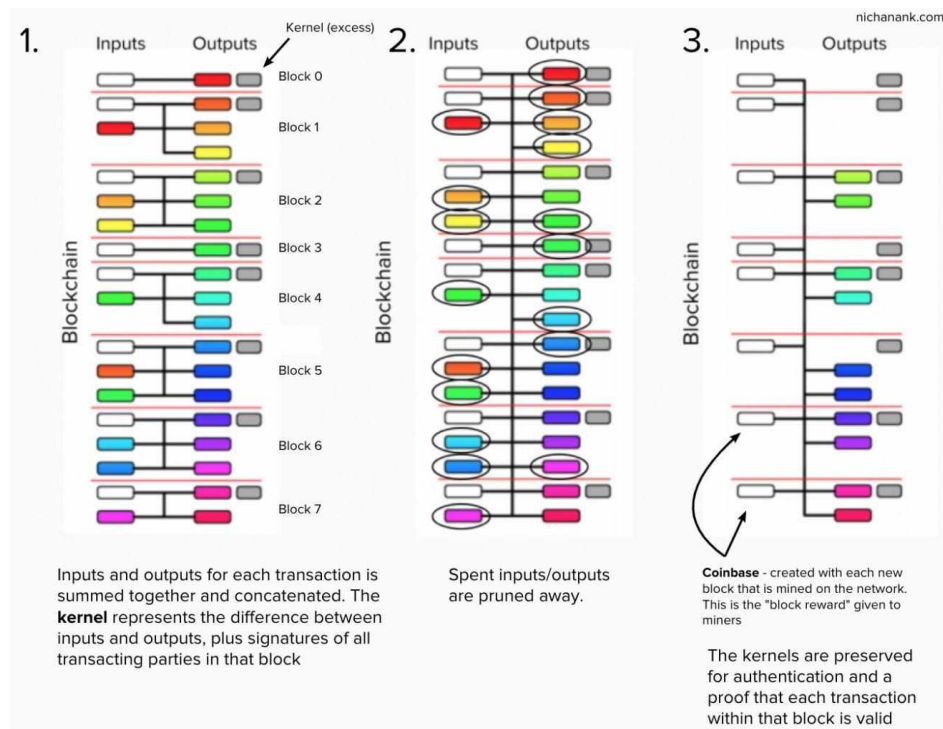 nichanank.com
1.
Kernel (excess)
Inputs
Outputs
Block 0
Block 1
Block 2
Block 3
Block 4
Block 5
Block 6
Block 7
Blockchain
Inputs and outputs for each transaction is
summed together and concatenated. The
kernel represents the difference between
inputs and outputs, plus signatures of all
transacting parties in that block
2.
Inputs
Outputs
Blockchain
Spent inputs/outputs
are pruned away.
3.
Inputs
Outputs
Blockchain
Coinbase - created with each new
block that is mined on the network.
This is the "block reward" given to
miners
The kernels are preserved
for authentication and a
proof that each transaction
within that block is valid